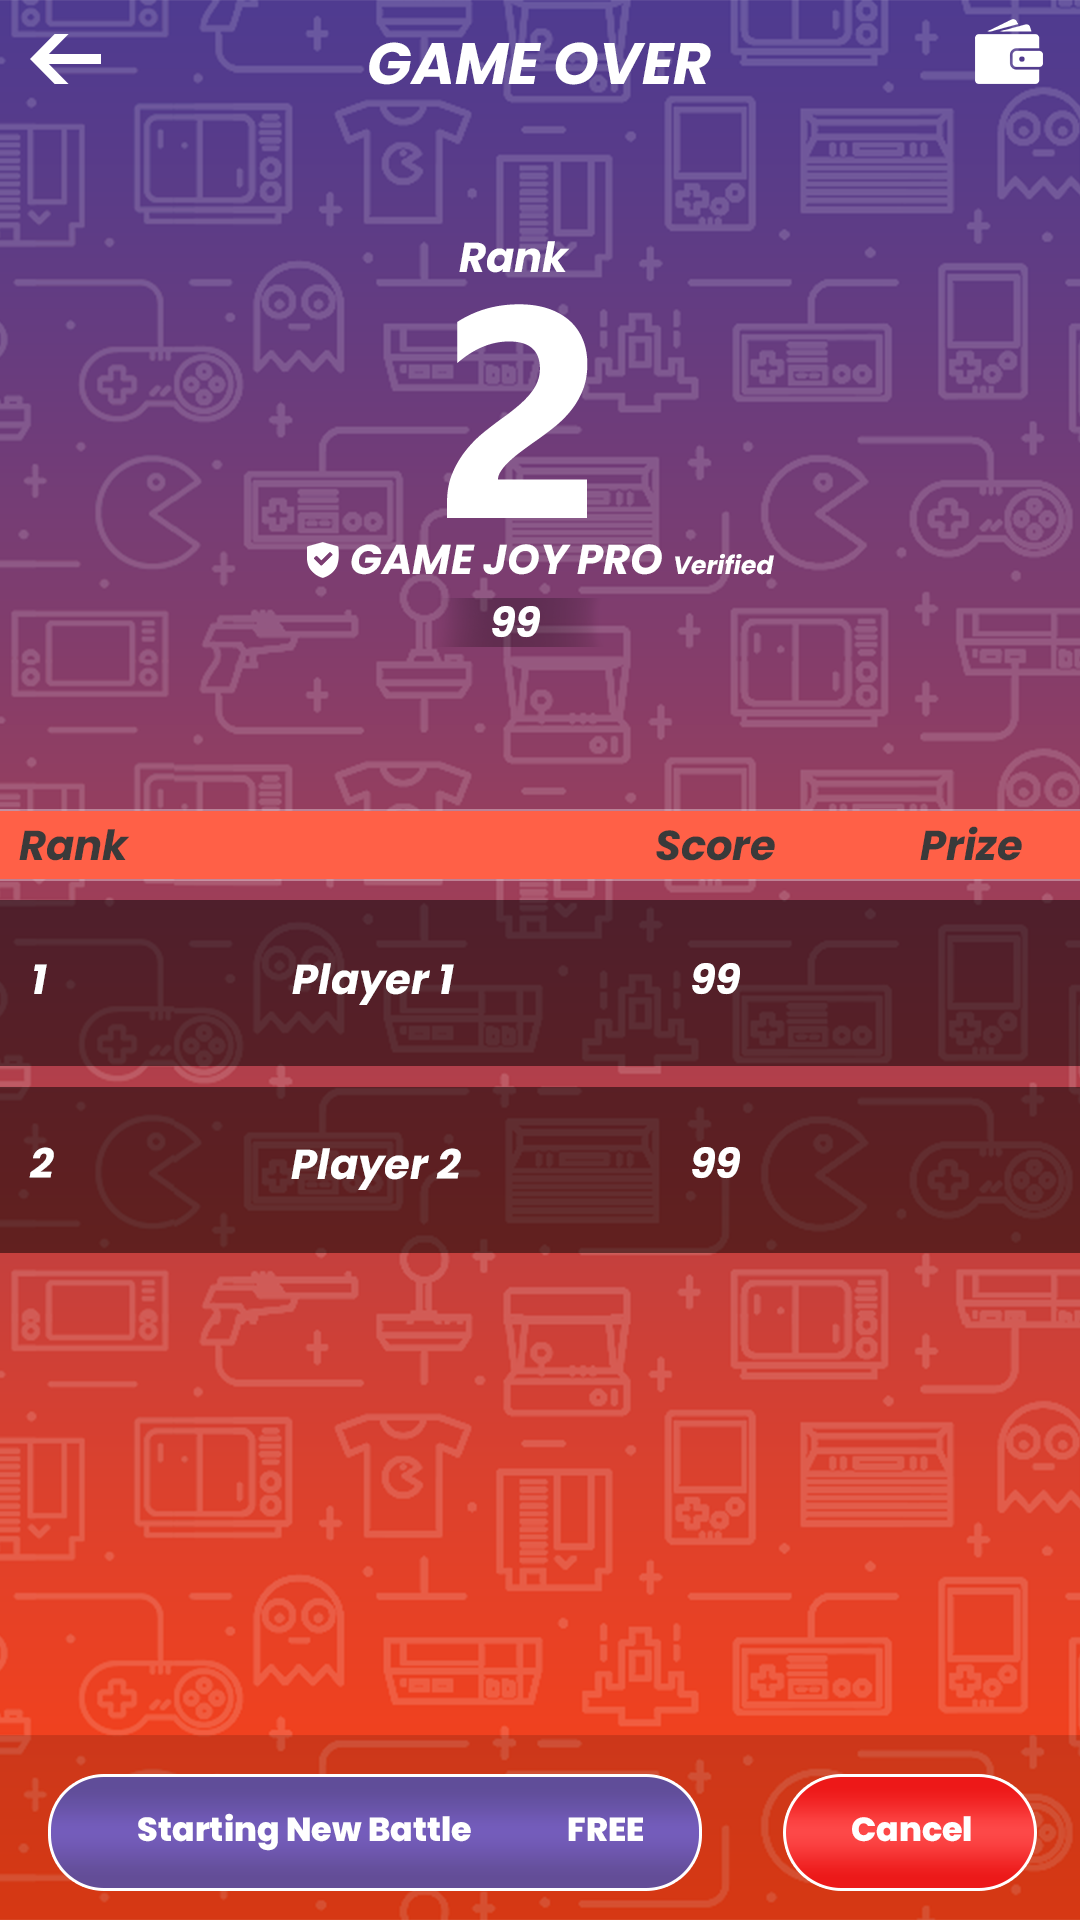 GAME OVER
Rank
2
GAME JOY PRO Verified
99
Rank Score Prize
1 Player 1 99
2 Player 2 99
Starting New Battle FREE
Cancel